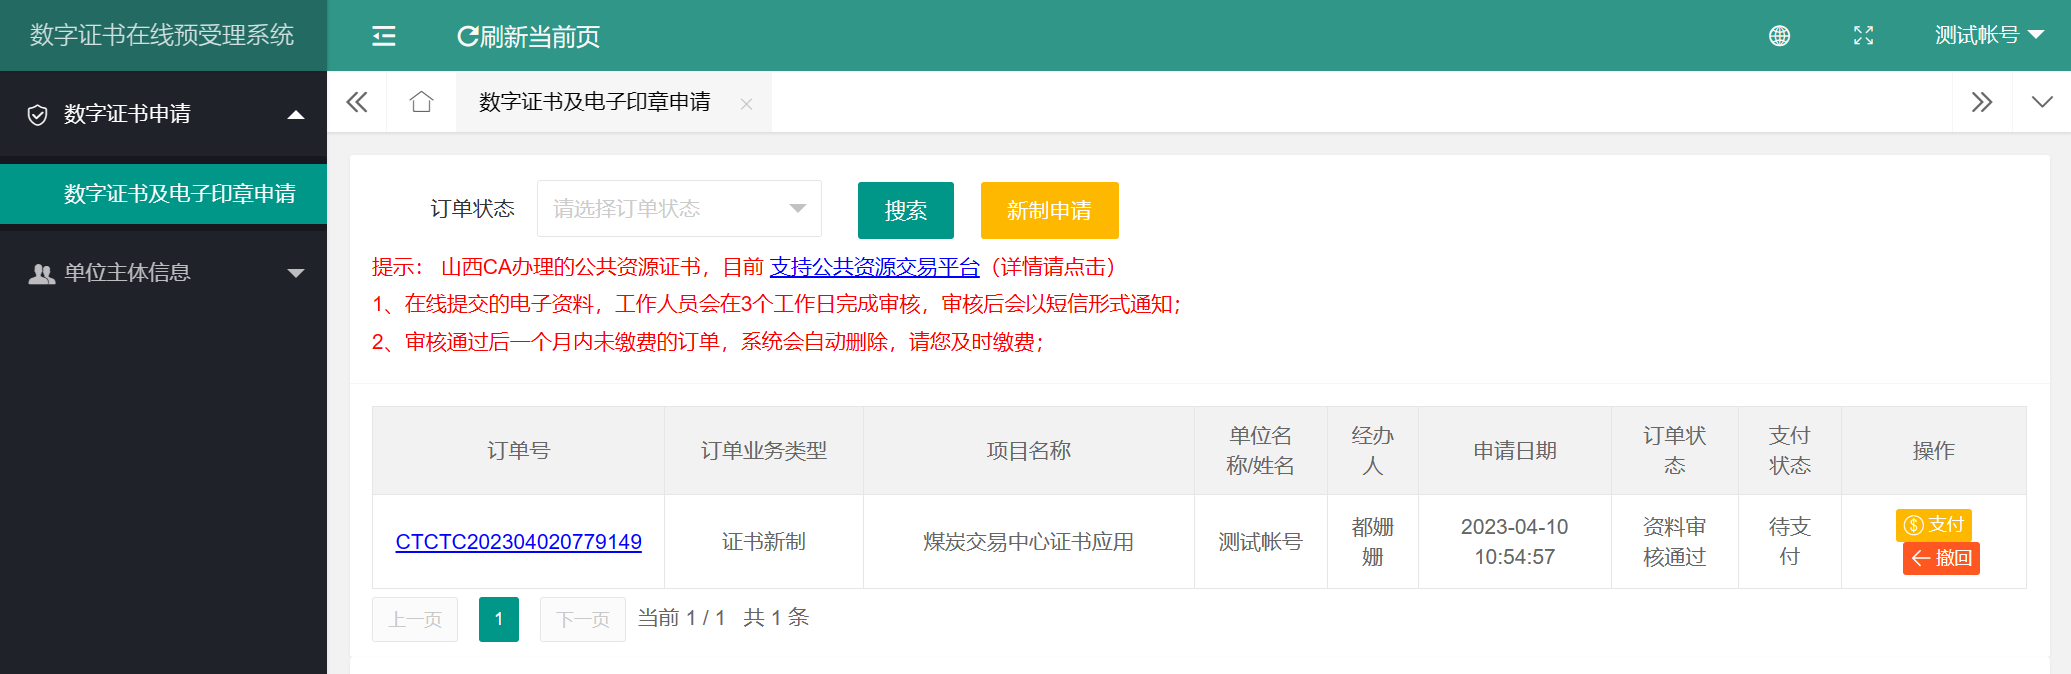 数字证书在线预受理系统
刷新当前页
测试帐号
数字证书申请
数字证书及电子印章申请
单位主体信息
数字证书及电子印章申请
订单状态
请选择订单状态
搜索
新制申请
提示： 山西CA办理的公共资源证书，目前 支持公共资源交易平台（详情请点击）
1、在线提交的电子资料，工作人员会在3个工作日完成审核，审核后会以短信形式通知；
2、审核通过后一个月内未缴费的订单，系统会自动删除，请您及时缴费；
订单号
订单业务类型
项目名称
单位名
称/姓名
经办
人
申请日期
订单状
态
支付
状态
操作
CTCTC202304020779149
证书新制
煤炭交易中心证书应用
测试帐号
都姗
姗
2023-04-10
10:54:57
资料审
核通过
待支
付
支付
撤回
上一页
1
下一页
当前 1 / 1 共 1 条